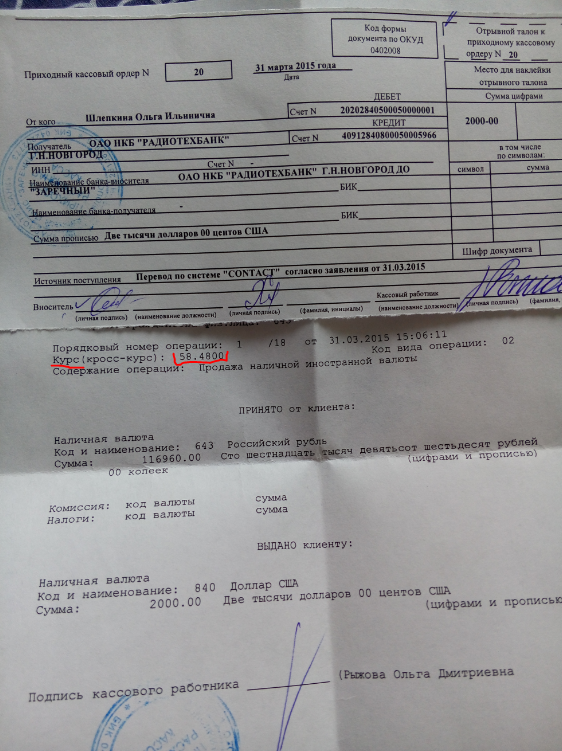 Код формы
документа по ОКУД
0402008
Отрывной талон к
приходному кассовому
ордеру N 20
Приходный кассовый ордер N 20 31 марта 2015 года
Дата
Место для наклейки
отрывного талона
ДЕБЕТ
Сумма цифрами
От кого Шлепкина Ольга Ильинична Счет N 20202840500050000001
2000-00
КРЕДИТ
Получатель ОАО НКБ "РАДИОТЕХБАНК" Счет N 40912840800050005966
Г.Н.НОВГОРОД
в том числе
по символам
ИНН Счет N -
символ сумма
Наименование банка-вносителя ОАО НКБ "РАДИОТЕХБАНК" Г.Н.НОВГОРОД ДО
"ЗАРЕЧНЫЙ" БИК
Наименование банка-получателя -
БИК
Сумма прописью Две тысячи долларов 00 центов США
Шифр документа
Источник поступления Перевод по системе "CONTACT" согласно заявления от 31.03.2015
Вноситель
Кассовый работник
(личная подпись) (наименование должности) (личная подпись) (фамилия, инициалы) (наименование должности) (личная подпись) (фамилия,
Порядковый номер операции: 1 /18 от 31.03.2015 15:06:11
Курс(кросс-курс): 58.4800 Код вида операции: 02
Содержание операции: Продажа наличной иностранной валюты
ПРИНЯТО от клиента:
Наличная валюта
Код и наименование: 643 Российский рубль
Сумма: 116960.00 Сто шестнадцать тысяч девятьсот шестьдесят рублей
00 копеек (цифрами и прописью)
Комиссия: код валюты сумма
Налоги: код валюты сумма
ВЫДАНО клиенту:
Наличная валюта
Код и наименование: 840 Доллар США
Сумма: 2000.00 Две тысячи долларов 00 центов США
(цифрами и прописью
Подпись кассового работника (Рыжова Ольга Дмитриевна